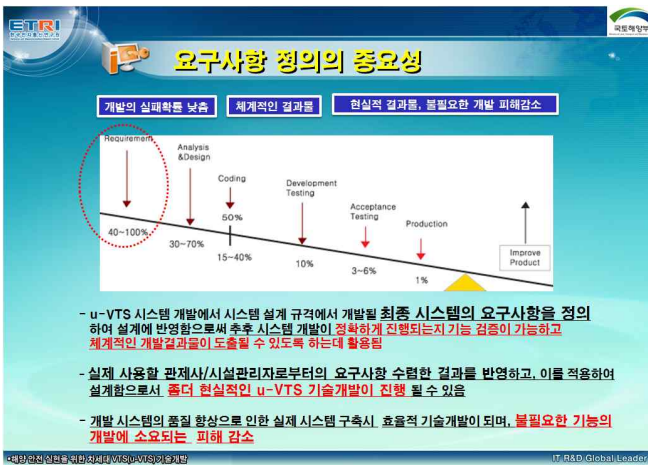 ETRI
한국전자통신연구원
국토해양부
요구사항 정의의 중요성
개발의 실패확률 낮춤
체계적인 결과물
현실적 결과물, 불필요한 개발 피해감소
Requirement
Analysis
&Design
Coding
Development
Testing
Acceptance
Testing
Production
50%
40~100%
30~70%
15~40%
10%
3~6%
1%
Improve
Product
- u-VTS 시스템 개발에서 시스템 설계 규격에서 개발될 최종 시스템의 요구사항을 정의
하여 설계에 반영함으로써 추후 시스템 개발이 정확하게 진행되는지 기능 검증이 가능하고
체계적인 개발결과물이 도출될 수 있도록 하는데 활용됨
- 실제 사용할 관제사/시설관리자로부터의 요구사항 수렴한 결과를 반영하고, 이를 적용하여
설계함으로서 좀더 현실적인 u-VTS 기술개발이 진행 될 수 있음
- 개발 시스템의 품질 향상으로 인한 실제 시스템 구축시 효율적 기술개발이 되며, 불필요한 기능의
개발에 소요되는 피해 감소
•해양 안전 실현을 위한 차세대 VTS(u-VTS) 기술개발
IT R&D Global Leader